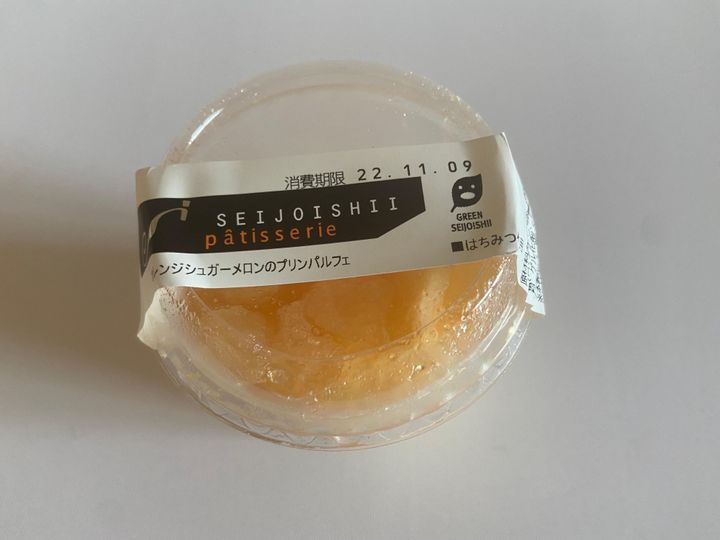 消費期限 22.11.09
SEIJOISHII
pâtisserie
ンジシュガーメロンのプリンパルフェ
GREEN
SEIJOISHII
■はちみつ